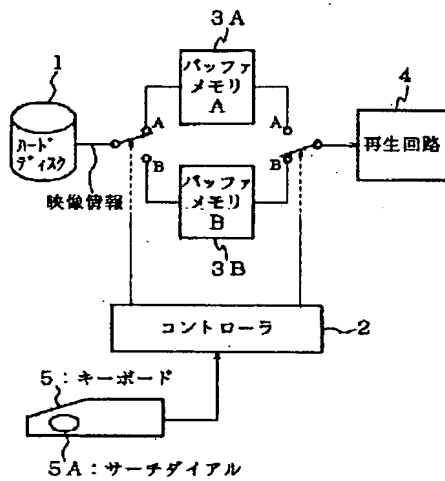 3A
1
バッファ
メモリ
A
4
ハード
ディスク
A
A
再生回路
B
B
映像情報
バッファ
メモリ
B
3B
コントローラ
2
5:キーボード
5A:サーチダイアル